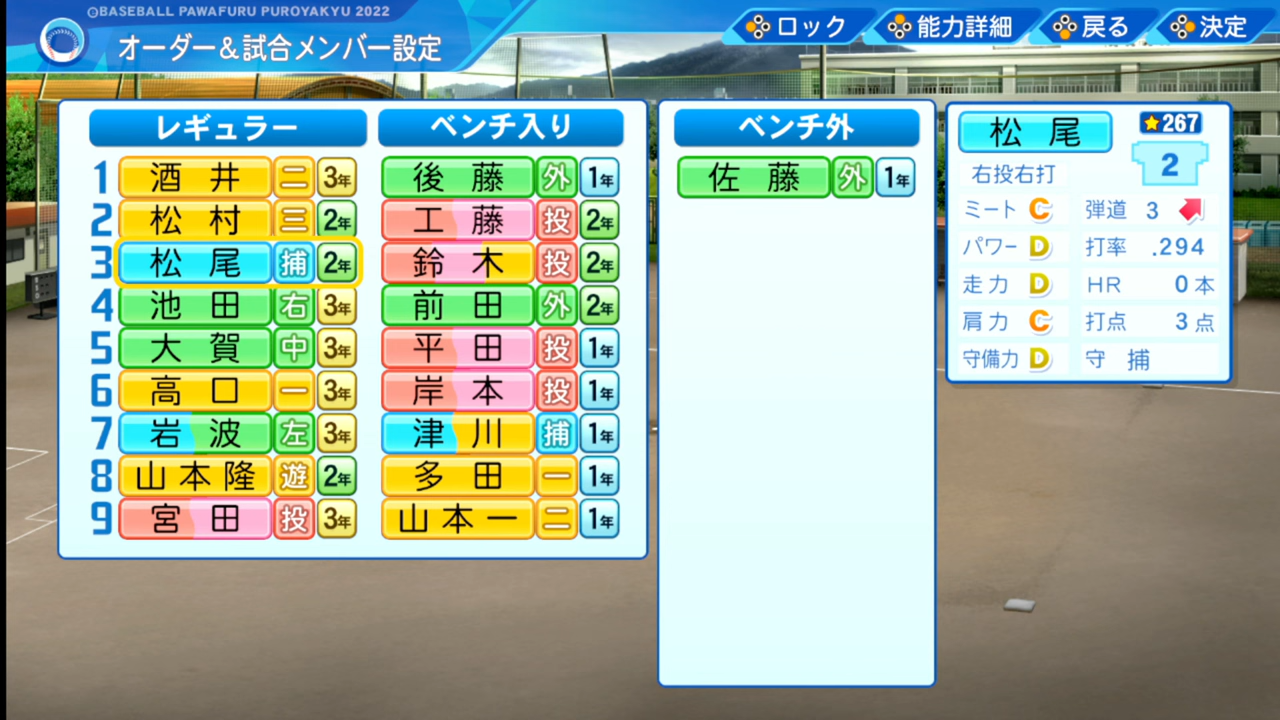 ©BASEBALL PAWAFURU PUROYAKYU 2022
オーダー＆試合メンバー設定
ロック 能力詳細 戻る 決定
レギュラー ベンチ入り ベンチ外
1 酒井 二 3年 後藤 外 1年 佐藤 外 1年
2 松村 三 2年 工藤 投 2年
3 松尾 捕 2年 鈴木 投 2年
4 池田 右 3年 前田 外 2年
5 大賀 中 3年 平田 投 1年
6 高口 一 3年 岸本 投 1年
7 岩波 左 3年 津川 捕 1年
8 山本隆 遊 2年 多田 一 1年
9 宮田 投 3年 山本一 二 1年
松尾 ★267
右投右打 2
ミート C 弾道 3
パワー D 打率 .294
走力 D HR 0本
肩力 C 打点 3点
守備力 D 守 捕